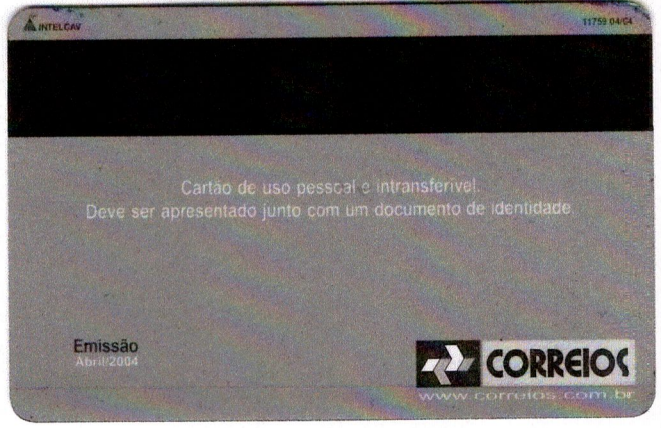 INTELCAV
11759 04/04
Cartão de uso pessoal e intransferível.
Deve ser apresentado junto com um documento de identidade
Emissão
Abril/2004
CORREIOS
www.correios.com.br